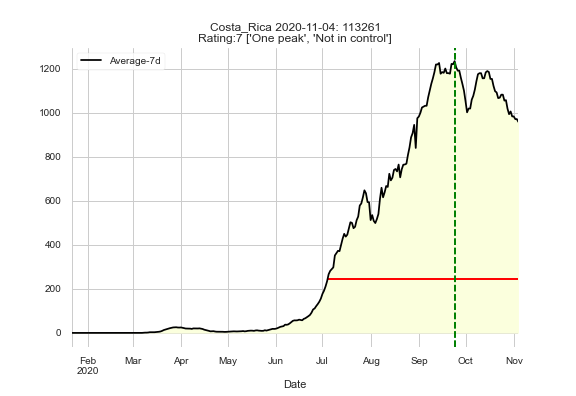 Costa_Rica 2020-11-04: 113261
Rating:7 ['One peak', 'Not in control']
Average-7d
1200
1000
800
600
400
200
0
Feb Mar Apr May Jun Jul Aug Sep Oct Nov
2020
Date